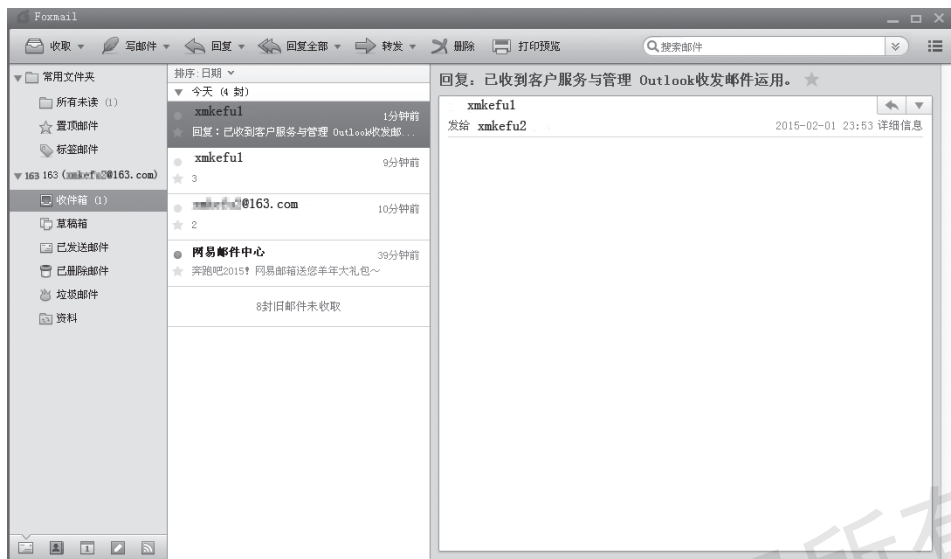 Foxmail
收取 写邮件 回复 回复全部 转发 删除 打印预览 搜索邮件
常用文件夹
所有未读 (1)
置顶邮件
标签邮件
163 163 (xmkefu2@163.com)
收件箱 (1)
草稿箱
已发送邮件
已删除邮件
垃圾邮件
资料
排序:日期
今天 (4 封)
xmkefu1 1分钟前
回复：已收到客户服务与管理 Outlook收发邮...
xmkefu1 9分钟前
3
@163.com 10分钟前
2
网易邮件中心 39分钟前
奔跑吧2015！网易邮箱送您羊年大礼包～
8封旧邮件未收取
回复：已收到客户服务与管理 Outlook收发邮件运用。
xmkefu1
发给 xmkefu2 2015-02-01 23:53 详细信息
所有